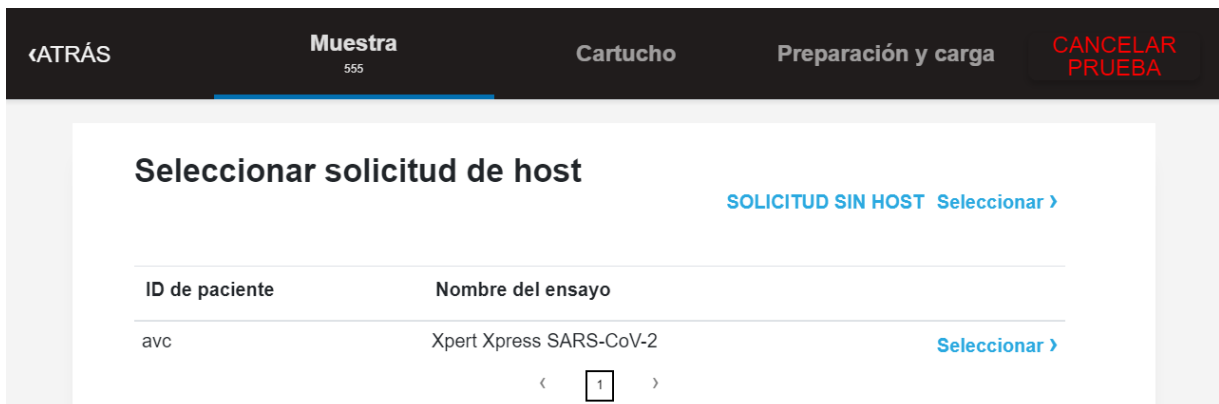 ‹ATRÁS
Muestra
555
Cartucho
Preparación y carga
CANCELAR
PRUEBA
Seleccionar solicitud de host
SOLICITUD SIN HOST Seleccionar ›
ID de paciente Nombre del ensayo
avc Xpert Xpress SARS-CoV-2 Seleccionar ›
‹ 1 ›